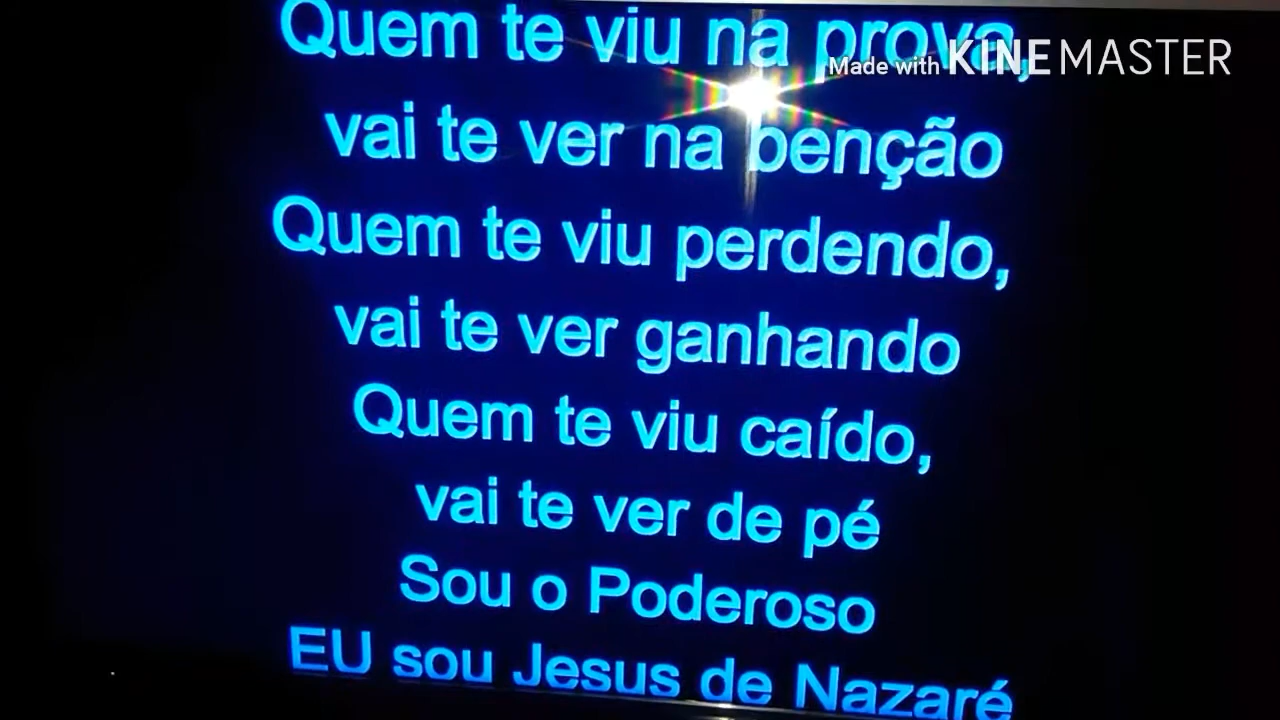 Quem te viu na prova,
Made with KINEMASTER
vai te ver na benção
Quem te viu perdendo,
vai te ver ganhando
Quem te viu caído,
vai te ver de pé
Sou o Poderoso
EU sou Jesus de Nazaré